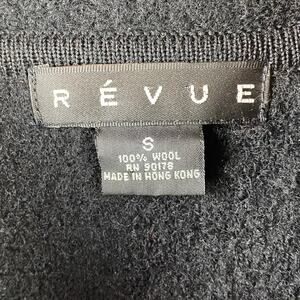 RÉVUE
S
100% WOOL
RN 90178
MADE IN HONG KONG